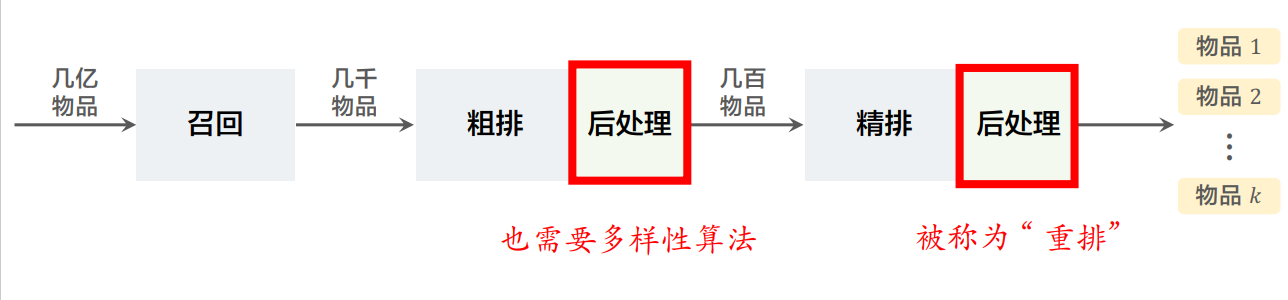 几亿
物品
召回
几千
物品
粗排
后处理
几百
物品
精排
后处理
物品 1
物品 2
⋮
物品 k
也需要多样性算法
被称为“重排”